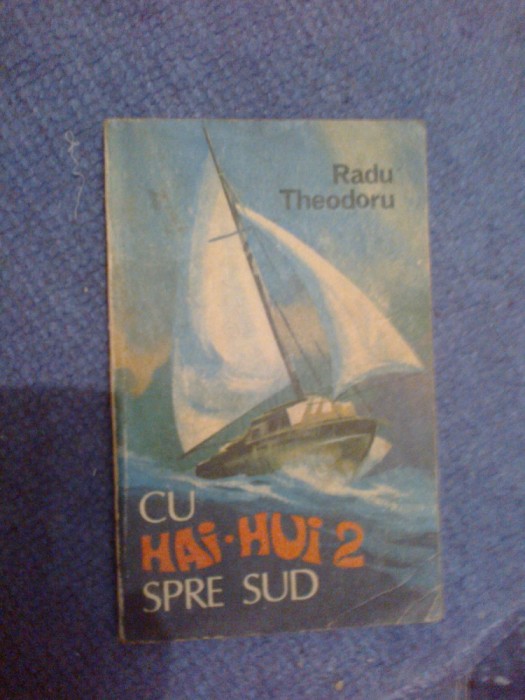 Radu
Theodoru
CU
HAi-HUi 2
SPRE SUD